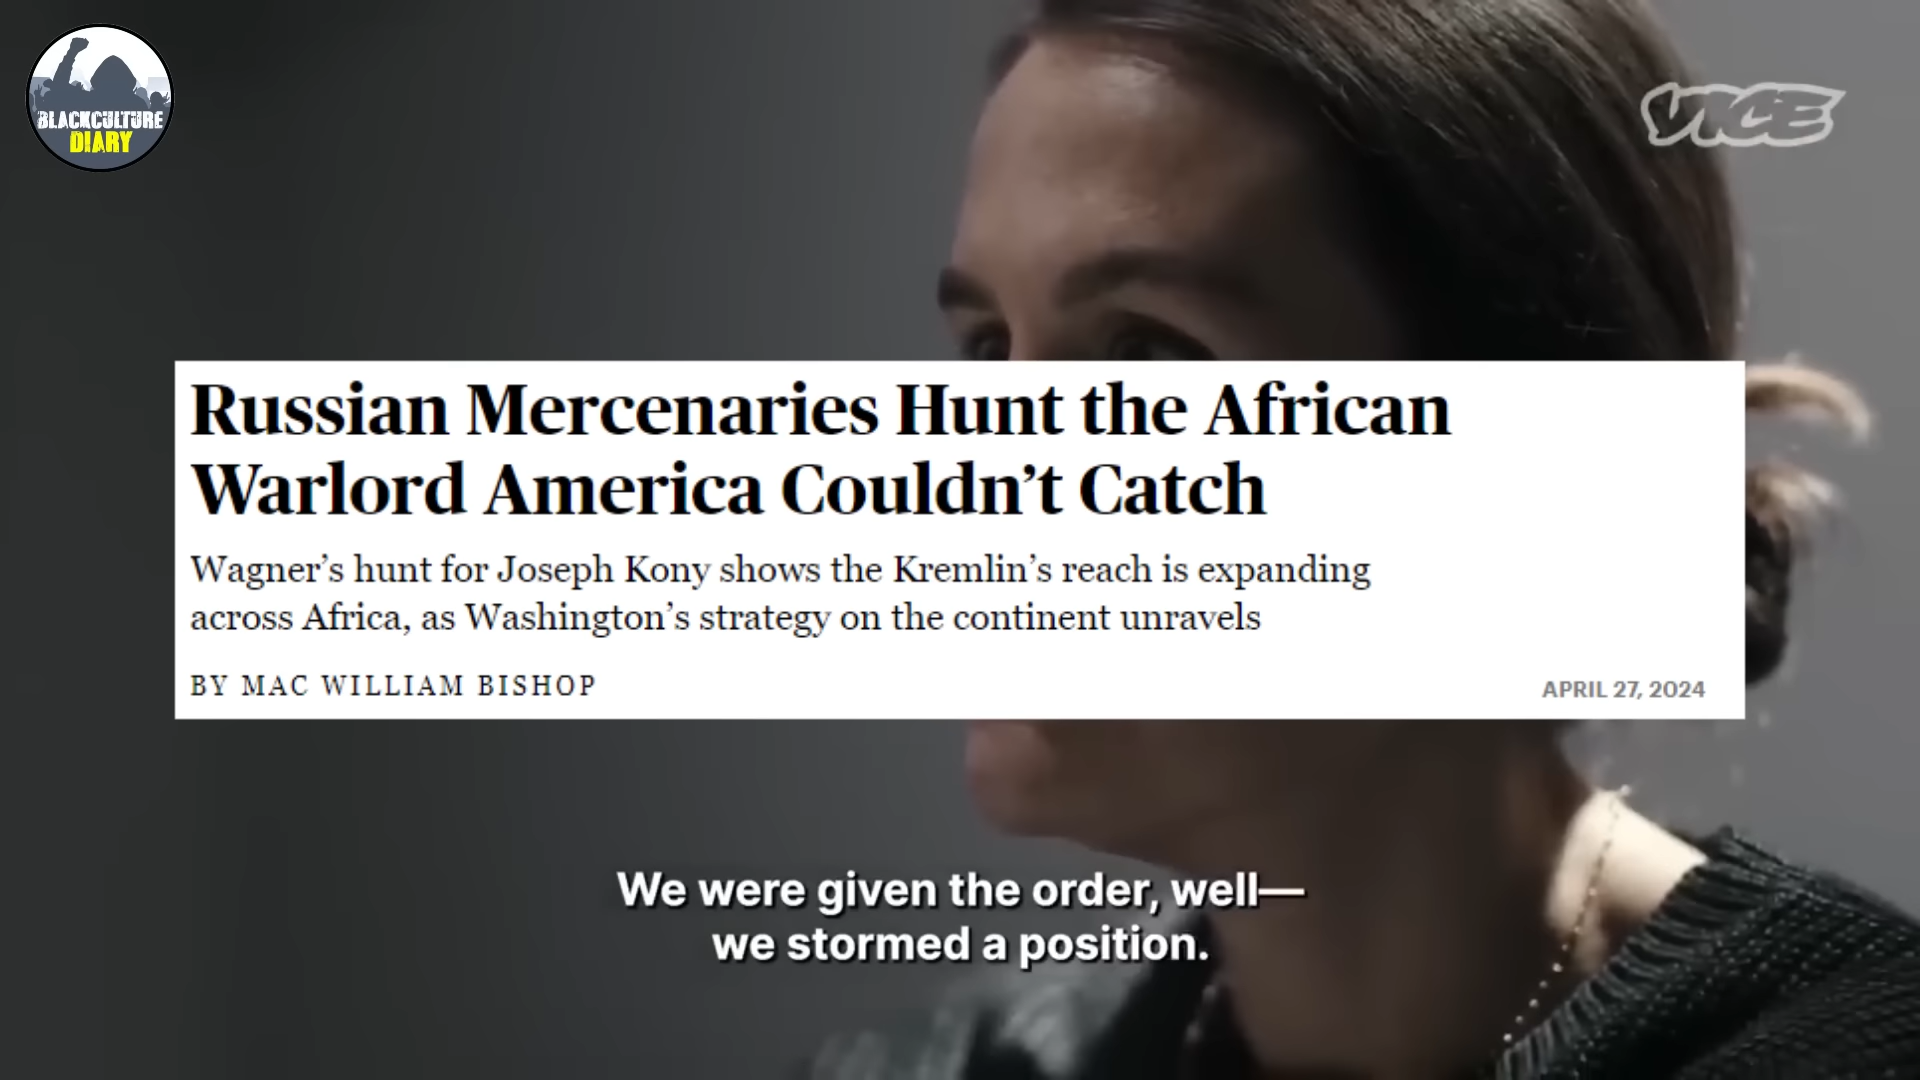 BLACKCULTURE
DIARY
VICE
Russian Mercenaries Hunt the African
Warlord America Couldn’t Catch
Wagner’s hunt for Joseph Kony shows the Kremlin’s reach is expanding
across Africa, as Washington’s strategy on the continent unravels
BY MAC WILLIAM BISHOP
APRIL 27, 2024
We were given the order, well—
we stormed a position.